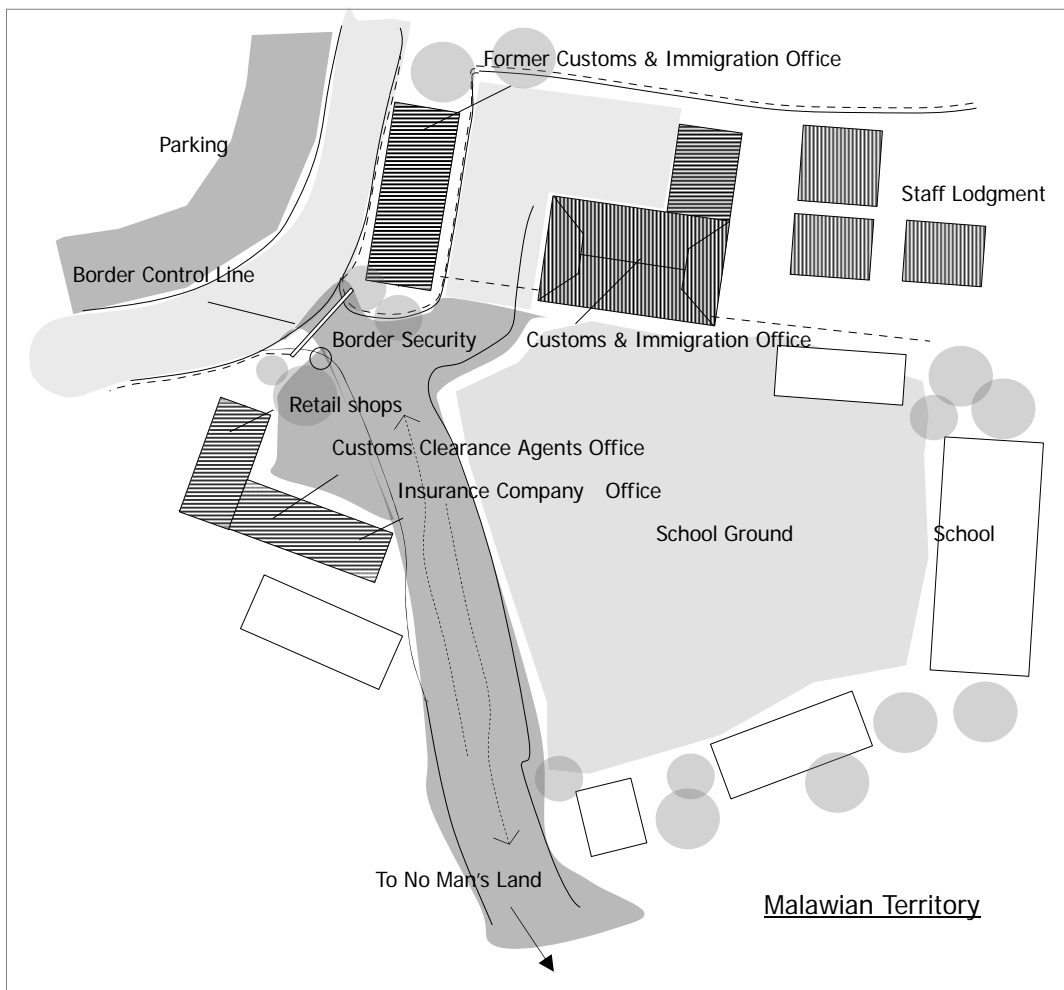 Former Customs & Immigration Office
Parking
Staff Lodgment
Border Control Line
Border Security
Customs & Immigration Office
Retail shops
Customs Clearance Agents Office
Insurance Company Office
School Ground
School
To No Man's Land
Malawian Territory